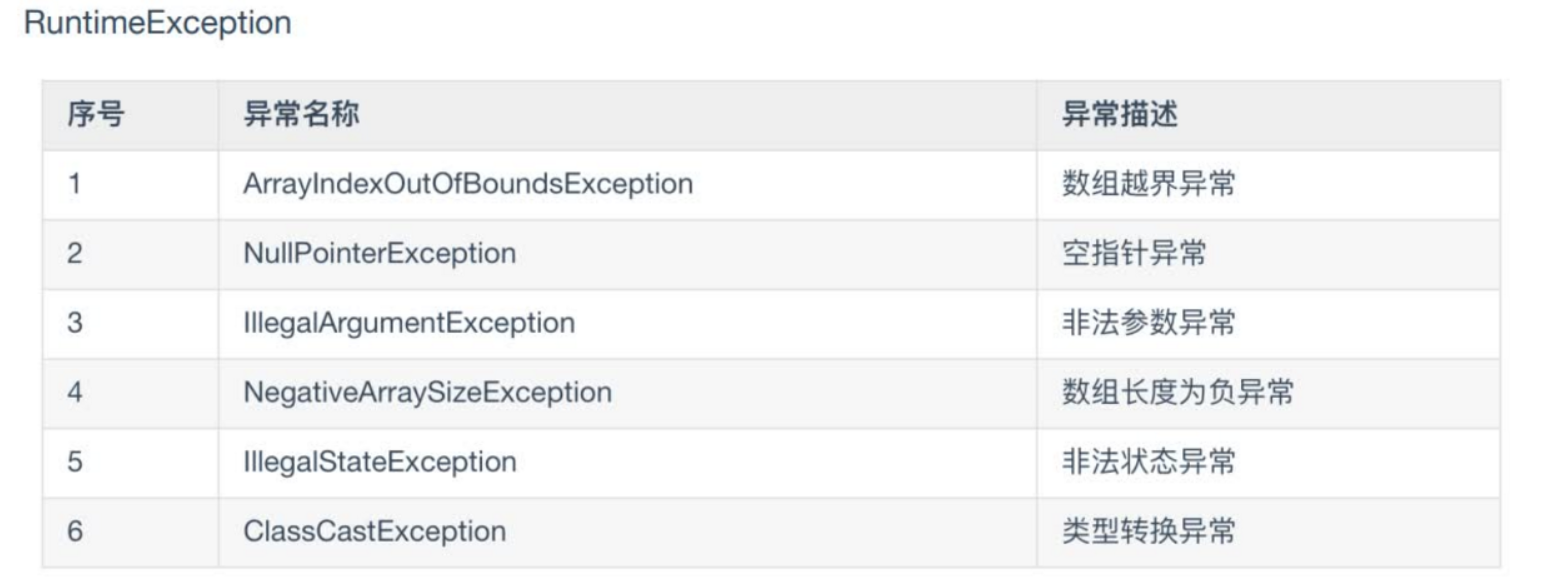 RuntimeException
序号 异常名称 异常描述
1 ArrayIndexOutOfBoundsException 数组越界异常
2 NullPointerException 空指针异常
3 IllegalArgumentException 非法参数异常
4 NegativeArraySizeException 数组长度为负异常
5 IllegalStateException 非法状态异常
6 ClassCastException 类型转换异常